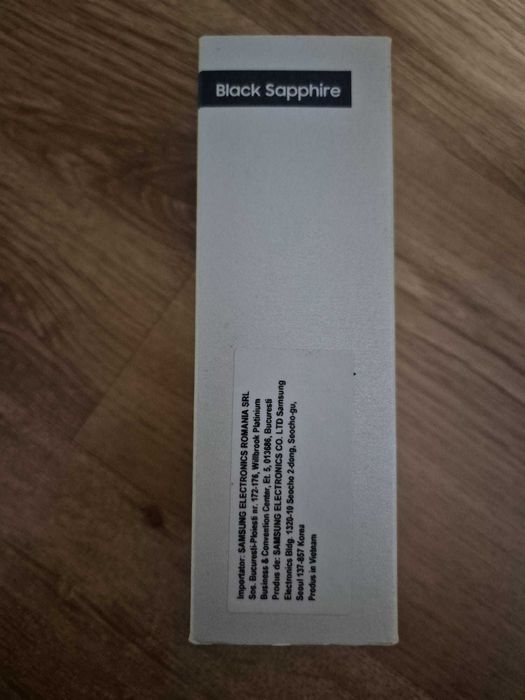 Black Sapphire
Importator: SAMSUNG ELECTRONICS ROMANIA SRL
Sos. Bucuresti-Ploiesti nr. 172-176, Willbrook Platinium
Business & Convention Center, Et. 5, 013686, Bucuresti
Produs de: SAMSUNG ELECTRONICS CO. LTD Samsung
Electronics Bldg. 1320-10 Seocho 2-dong, Seocho-gu,
Seoul 137-857 Korea
Produs in Vietnam